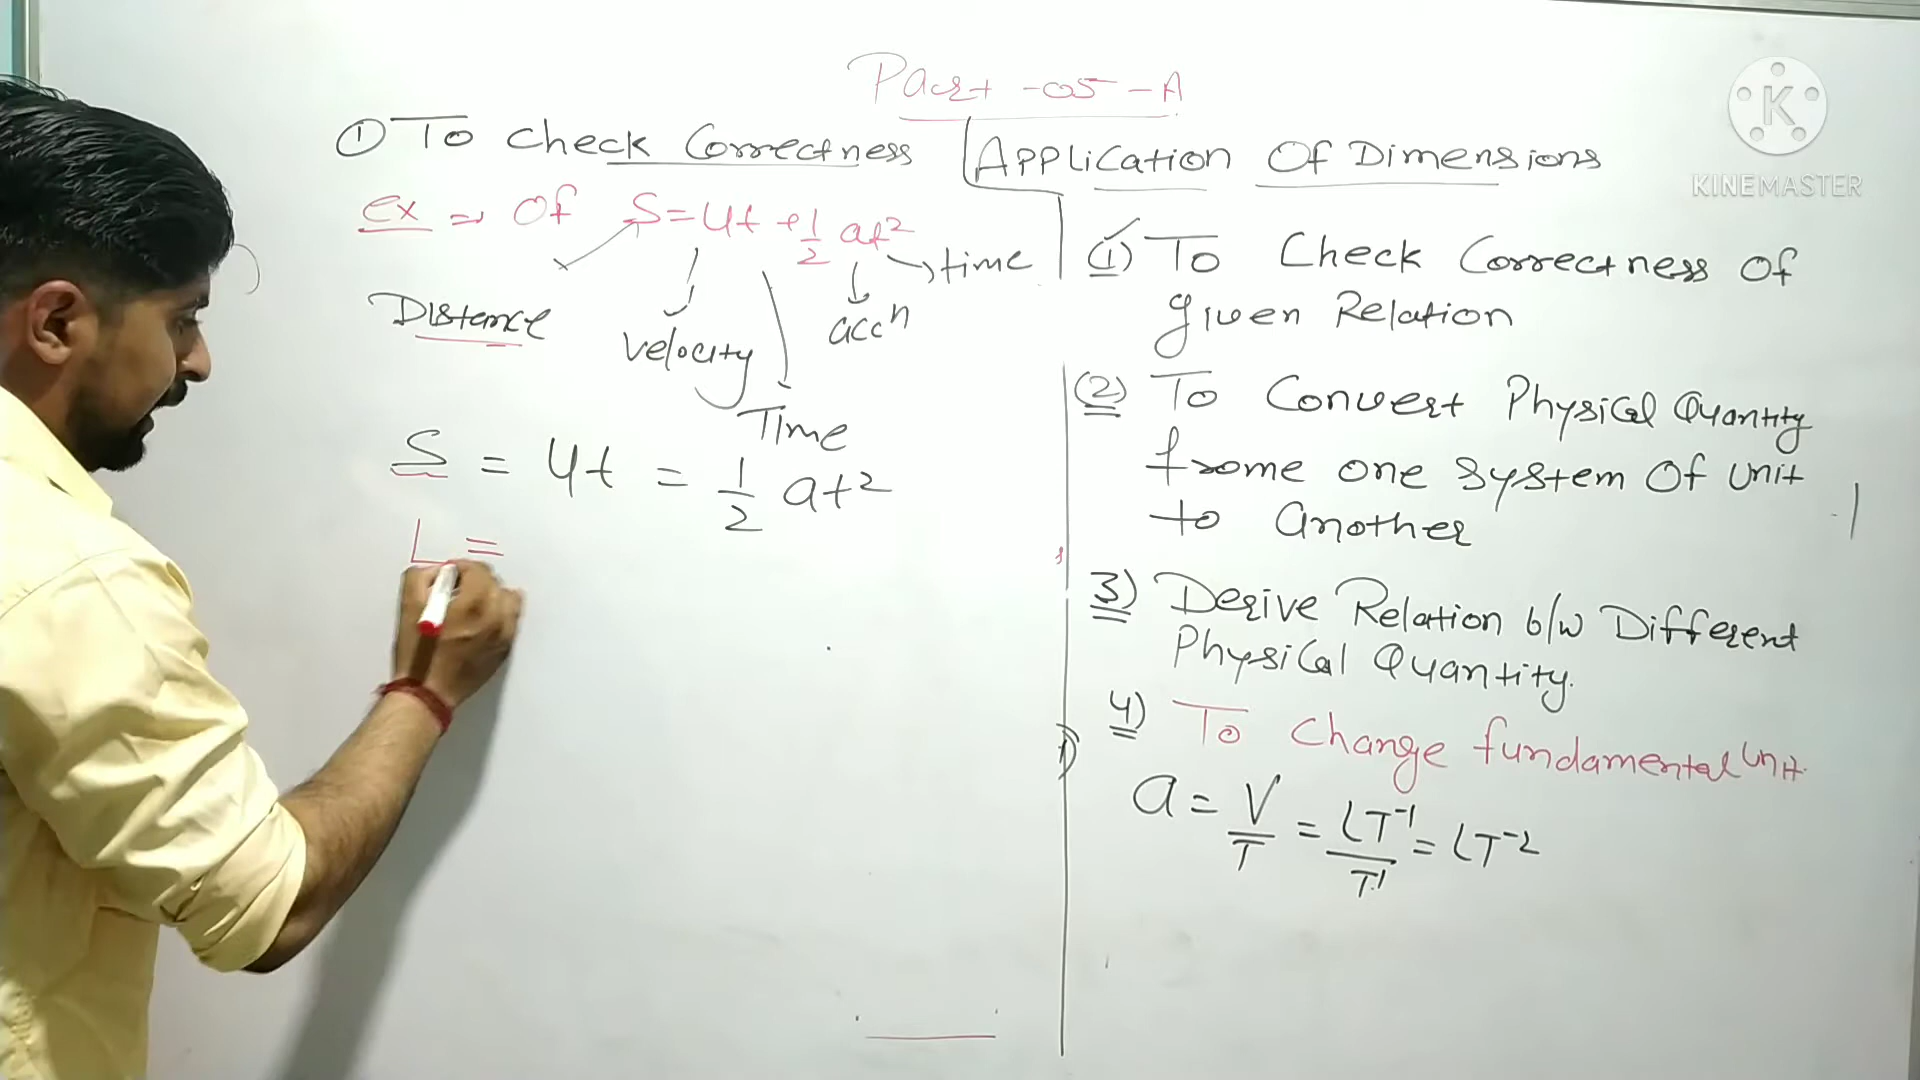 Part -05-A
① To Check Correctness
ex ⇒ Of S = ut + 1/2 at²
time
Distance
velocity
accⁿ
Time
S = ut = 1/2 at²
L =
Application Of Dimensions
(1) To Check Correctness Of
given Relation
(2) To Convert Physical Quantity
frome one system Of Unit
to another
3) Derive Relation b/w Different
Physical Quantity.
4) To Change fundamental Unit.
a = V/T = LT⁻¹/T¹ = LT⁻²
K
KINEMASTER